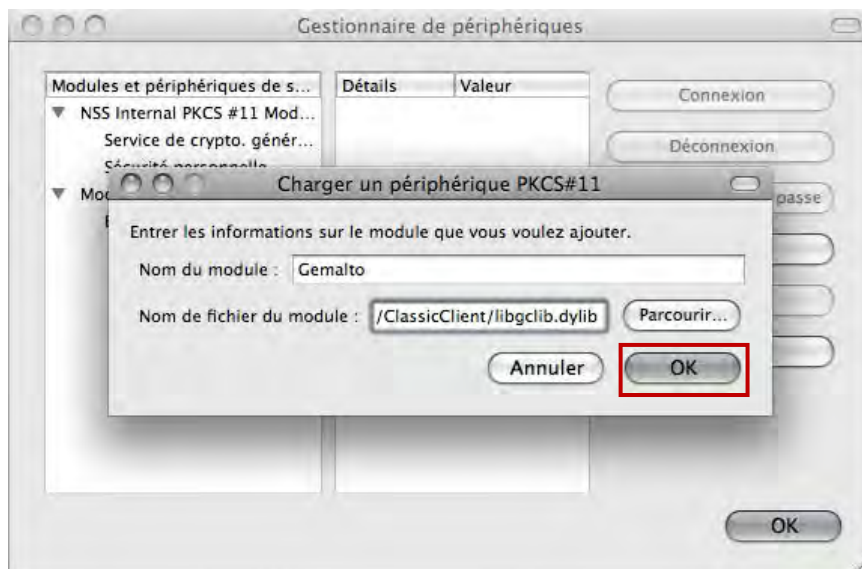 Gestionnaire de périphériques
Modules et périphériques de s...
Détails
Valeur
NSS Internal PKCS #11 Mod...
Service de crypto. génér...
Sécurité personnelle
Connexion
Déconnexion
passe
Charger un périphérique PKCS#11
Entrer les informations sur le module que vous voulez ajouter.
Nom du module :
Gemalto
Nom de fichier du module :
/ClassicClient/libgclib.dylib
Parcourir...
Annuler
OK
OK